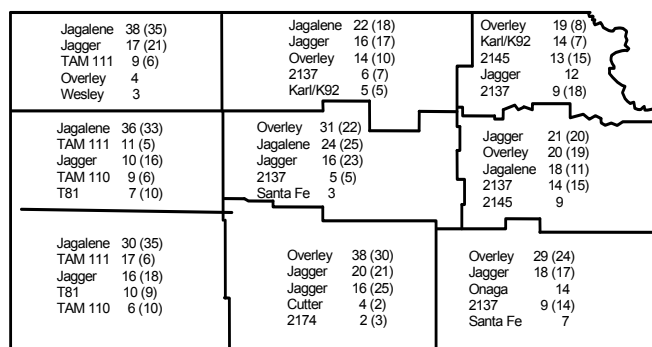 Jagalene 38 (35)
Jagger 17 (21)
TAM 111 9 (6)
Overley 4
Wesley 3
Jagalene 22 (18)
Jagger 16 (17)
Overley 14 (10)
2137 6 (7)
Karl/K92 5 (5)
Overley 19 (8)
Karl/K92 14 (7)
2145 13 (15)
Jagger 12
2137 9 (18)
Jagalene 36 (33)
TAM 111 11 (5)
Jagger 10 (16)
TAM 110 9 (6)
T81 7 (10)
Overley 31 (22)
Jagalene 24 (25)
Jagger 16 (23)
2137 5 (5)
Santa Fe 3
Jagger 21 (20)
Overley 20 (19)
Jagalene 18 (11)
2137 14 (15)
2145 9
Jagalene 30 (35)
TAM 111 17 (6)
Jagger 16 (18)
T81 10 (9)
TAM 110 6 (10)
Overley 38 (30)
Jagger 20 (21)
Jagger 16 (25)
Cutter 4 (2)
2174 2 (3)
Overley 29 (24)
Jagger 18 (17)
Onaga 14
2137 9 (14)
Santa Fe 7